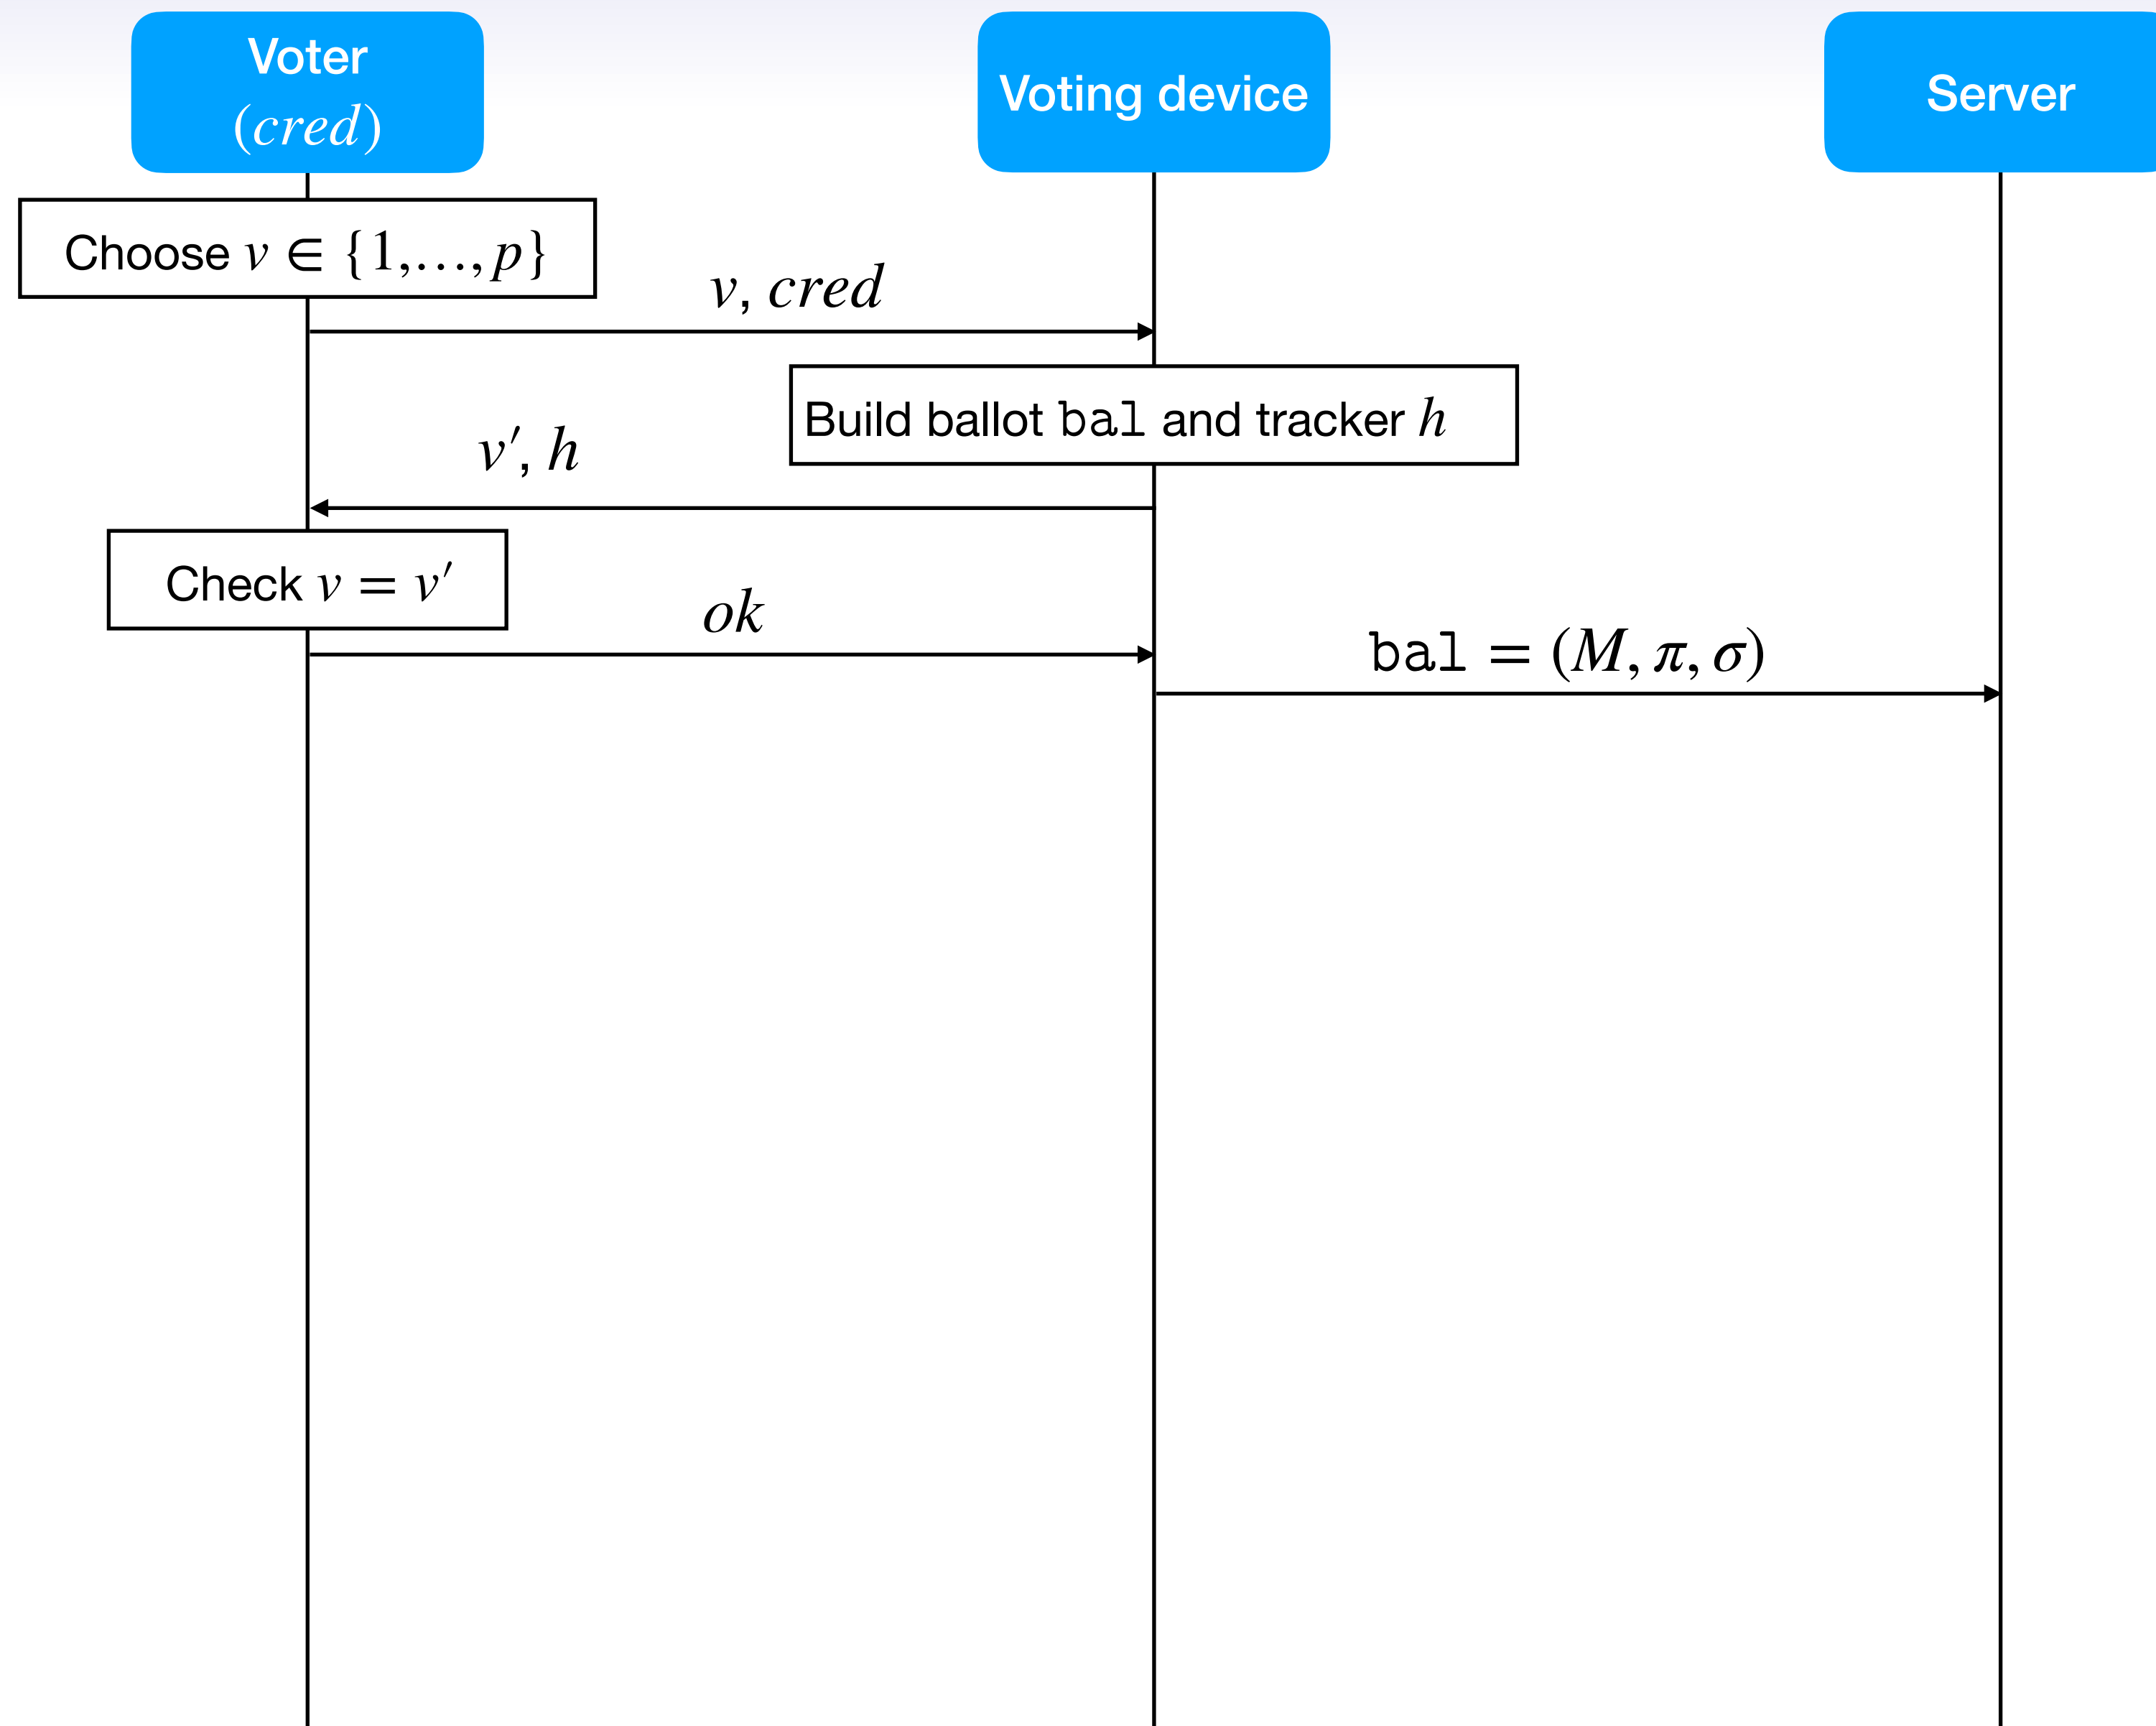 Voter
(cred)
Voting device
Server
Choose v ∈ {1,…,p}
v, cred
Build ballot bal and tracker h
v′, h
Check v = v′
ok
bal = (M, π, σ)